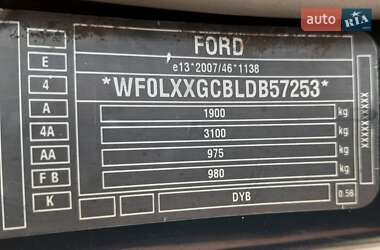 auto RIA
FORD
E
e13*2007/46*1138
4
*WF0LXXGCBLDB57253*
A
1900 kg
4A
3100 kg
AA
975 kg
F B
980 kg
K
DYB
0.56
XXXXXXXXXX